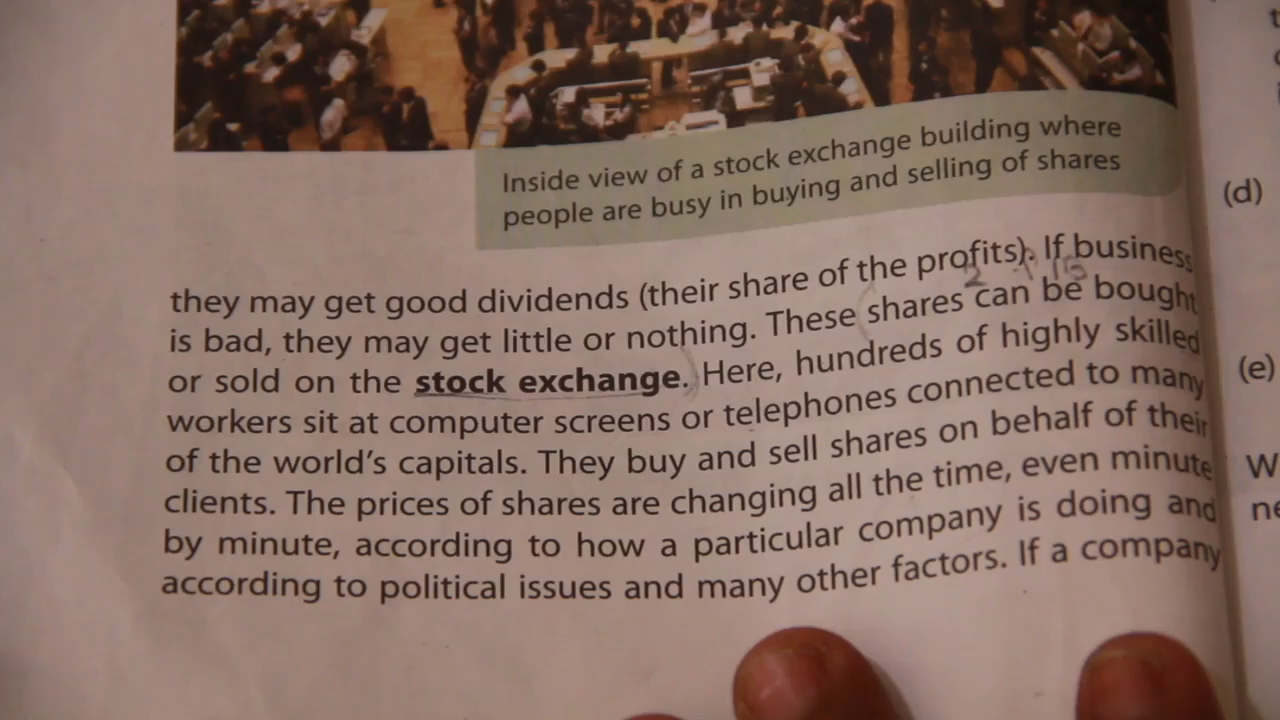 Inside view of a stock exchange building where
people are busy in buying and selling of shares
(d)
they may get good dividends (their share of the profits). If business
is bad, they may get little or nothing. These shares can be bought
or sold on the stock exchange. Here, hundreds of highly skilled
workers sit at computer screens or telephones connected to many
of the world's capitals. They buy and sell shares on behalf of their
clients. The prices of shares are changing all the time, even minute
by minute, according to how a particular company is doing and
according to political issues and many other factors. If a company
(e)